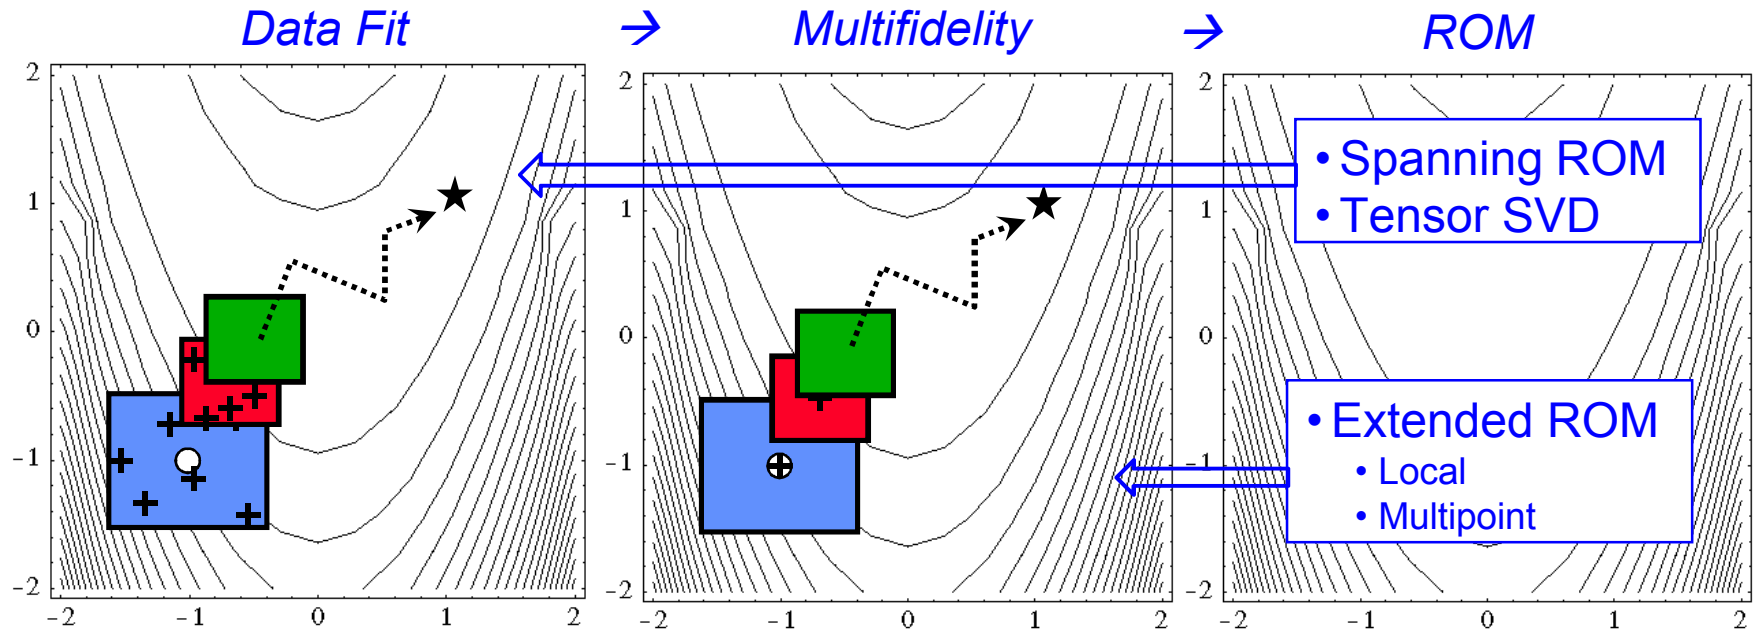 Data Fit → Multifidelity → ROM
2
1
0
-1
-2
-2 -1 0 1 2
2
1
0
-1
-2
-2 -1 0 1 2
2
1
0
-1
-2
-2 -1 0 1 2
• Spanning ROM
• Tensor SVD
• Extended ROM
• Local
• Multipoint